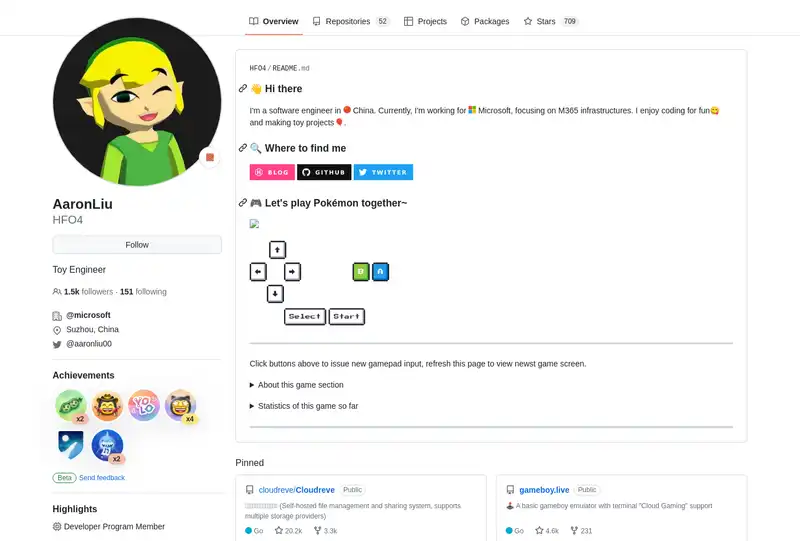 Overview
Repositories 52
Projects
Packages
Stars 709
AaronLiu
HFO4
Follow
Toy Engineer
1.5k followers · 151 following
@microsoft
Suzhou, China
@aaronliu00
Achievements
x2
YO
LO
x4
x2
Beta Send feedback
Highlights
Developer Program Member
HFO4/README.md
👋 Hi there
I'm a software engineer in China. Currently, I'm working for Microsoft, focusing on M365 infrastructures. I enjoy coding for fun😋
and making toy projects🎈.
🔍 Where to find me
BLOG GITHUB TWITTER
🎮 Let's play Pokémon together~
B A
Select Start
Click buttons above to issue new gamepad input, refresh this page to view newst game screen.
About this game section
Statistics of this game so far
Pinned
cloudreve/Cloudreve Public
(Self-hosted file management and sharing system, supports
multiple storage providers)
Go 20.2k 3.3k
gameboy.live Public
🕹️ A basic gameboy emulator with terminal "Cloud Gaming" support
Go 4.6k 231